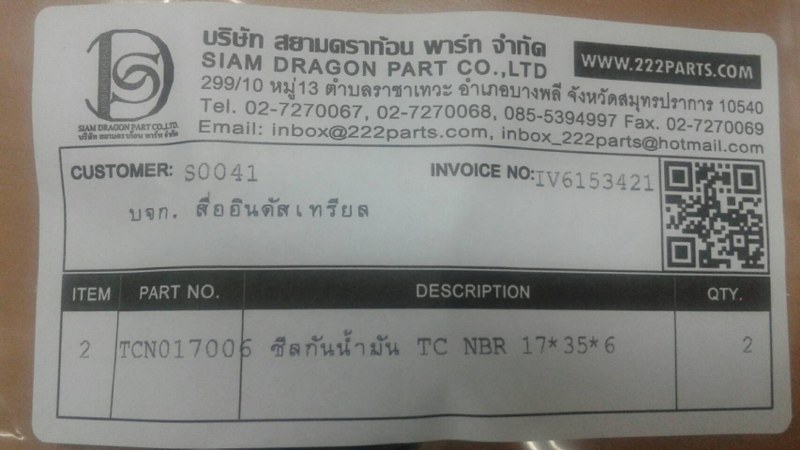 บริษัท สยามดราก้อน พาร์ท จำกัด
SIAM DRAGON PART CO.,LTD
WWW.222PARTS.COM
299/10 หมู่13 ตำบลราชาเทวะ อำเภอบางพลี จังหวัดสมุทรปราการ 10540
Tel. 02-7270067, 02-7270068, 085-5394997 Fax. 02-7270069
Email: inbox@222parts.com, inbox_222parts@hotmail.com
SIAM DRAGON PART CO.,LTD.
บริษัท สยามดราก้อน พาร์ท จำกัด
CUSTOMER: S0041
INVOICE NO: IV6153421
บจก. สื่ออินดัสเทรียล
ITEM PART NO. DESCRIPTION QTY.
2 TCN017006 ซีลกันน้ำมัน TC NBR 17*35*6 2